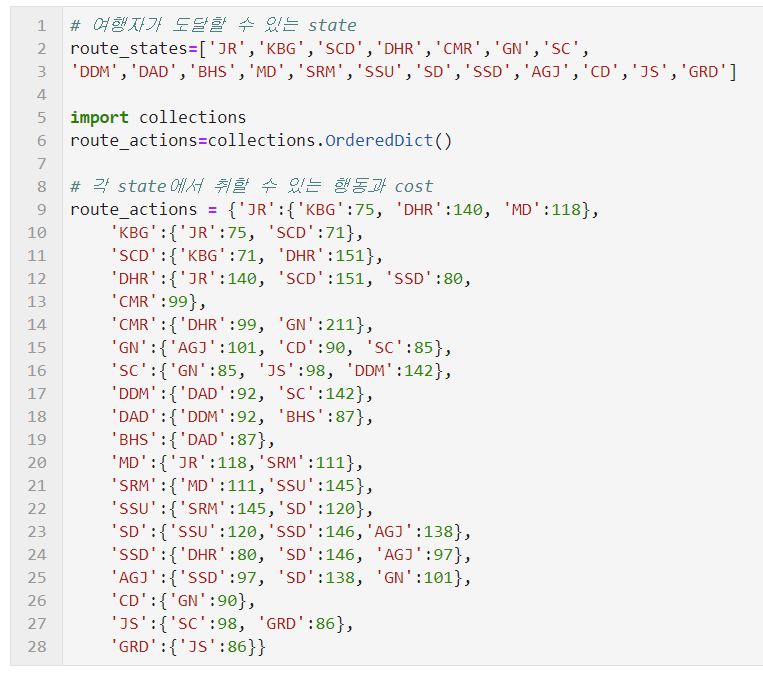 1 # 여행자가 도달할 수 있는 state
2 route_states=['JR','KBG','SCD','DHR','CMR','GN','SC',
3 'DDM','DAD','BHS','MD','SRM','SSU','SD','SSD','AGJ','CD','JS','GRD']
4
5 import collections
6 route_actions=collections.OrderedDict()
7
8 # 각 state에서 취할 수 있는 행동과 cost
9 route_actions = {'JR':{'KBG':75, 'DHR':140, 'MD':118},
10     'KBG':{'JR':75, 'SCD':71},
11     'SCD':{'KBG':71, 'DHR':151},
12     'DHR':{'JR':140, 'SCD':151, 'SSD':80,
13     'CMR':99},
14     'CMR':{'DHR':99, 'GN':211},
15     'GN':{'AGJ':101, 'CD':90, 'SC':85},
16     'SC':{'GN':85, 'JS':98, 'DDM':142},
17     'DDM':{'DAD':92, 'SC':142},
18     'DAD':{'DDM':92, 'BHS':87},
19     'BHS':{'DAD':87},
20     'MD':{'JR':118,'SRM':111},
21     'SRM':{'MD':111,'SSU':145},
22     'SSU':{'SRM':145,'SD':120},
23     'SD':{'SSU':120,'SSD':146,'AGJ':138},
24     'SSD':{'DHR':80, 'SD':146, 'AGJ':97},
25     'AGJ':{'SSD':97, 'SD':138, 'GN':101},
26     'CD':{'GN':90},
27     'JS':{'SC':98, 'GRD':86},
28     'GRD':{'JS':86}}